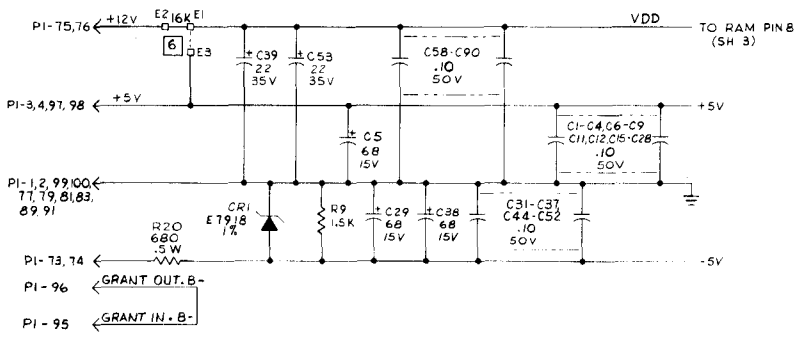 P1-75,76
+12V
E2
16K
E1
6
E3
VDD
TO RAM PIN 8
(SH 3)
+ C39
22
35V
+ C53
22
35V
C58-C90
.10
50V
P1-3,4,97,98
+5V
+5V
+ C5
68
15V
C1-C4,C6-C9
C11,C12,C15-C28
.10
50V
P1-1,2,99,100,
77,79,81,83,
89,91
CR1
E7918
1%
R9
1.5K
+ C29
68
15V
+ C38
68
15V
C31-C37
C44-C52
.10
50V
R20
680
.5W
P1-73,74
-5V
P1-96
GRANT OUT.B-
P1-95
GRANT IN.B-